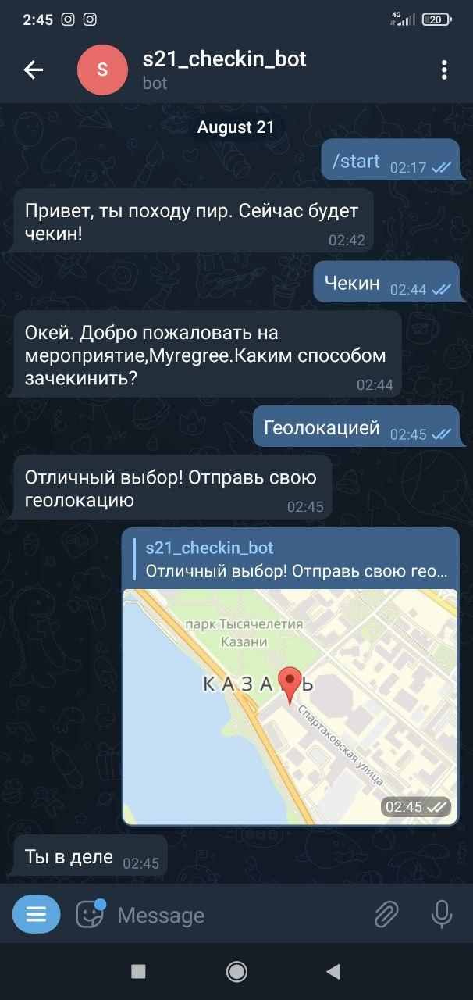 2:45
4G
20
S
s21_checkin_bot
bot
August 21
/start 02:17
Привет, ты походу пир. Сейчас будет
чекин!
02:42
Чекин 02:44
Окей. Добро пожаловать на
мероприятие,Myregree.Каким способом
зачекинить?
02:44
Геолокацией 02:45
Отличный выбор! Отправь свою
геолокацию
02:45
s21_checkin_bot
Отличный выбор! Отправь свою гео...
парк Тысячелетия
Казани
КАЗА Ь
Спартаковская улица
02:45
Ты в деле 02:45
Message